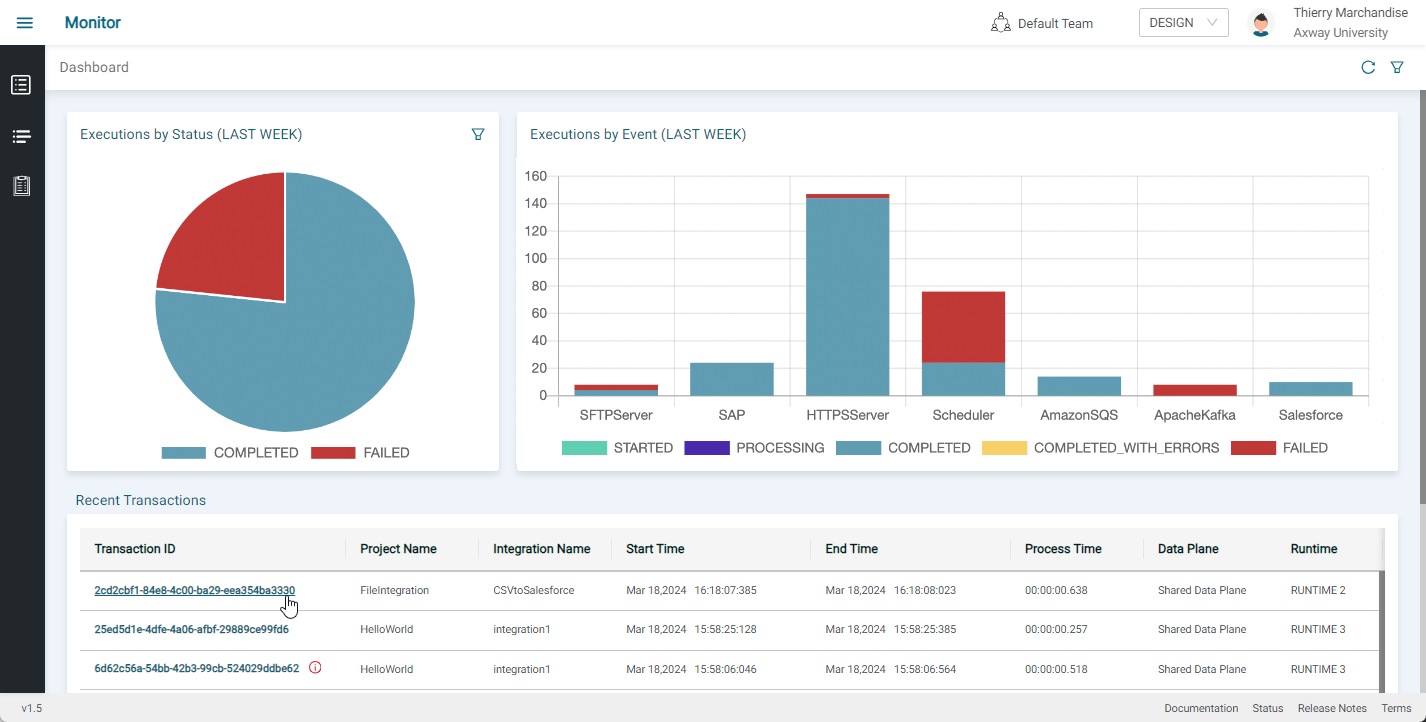 Monitor
Default Team
DESIGN
Thierry Marchandise
Axway University
Dashboard
Executions by Status (LAST WEEK)
COMPLETED FAILED
Executions by Event (LAST WEEK)
160
140
120
100
80
60
40
20
0
SFTPServer SAP HTTPSServer Scheduler AmazonSQS ApacheKafka Salesforce
STARTED PROCESSING COMPLETED COMPLETED_WITH_ERRORS FAILED
Recent Transactions
Transaction ID Project Name Integration Name Start Time End Time Process Time Data Plane Runtime
2cd2cbf1-84e8-4c00-ba29-eea354ba3330 FileIntegration CSVtoSalesforce Mar 18,2024 16:18:07:385 Mar 18,2024 16:18:08:023 00:00:00.638 Shared Data Plane RUNTIME 2
25ed5d1e-4dfe-4a06-afbf-29889ce99fd6 HelloWorld integration1 Mar 18,2024 15:58:25:128 Mar 18,2024 15:58:25:385 00:00:00.257 Shared Data Plane RUNTIME 3
6d62c56a-54bb-42b3-99cb-524029ddbe62 HelloWorld integration1 Mar 18,2024 15:58:06:046 Mar 18,2024 15:58:06:564 00:00:00.518 Shared Data Plane RUNTIME 3
v1.5
Documentation Status Release Notes Terms